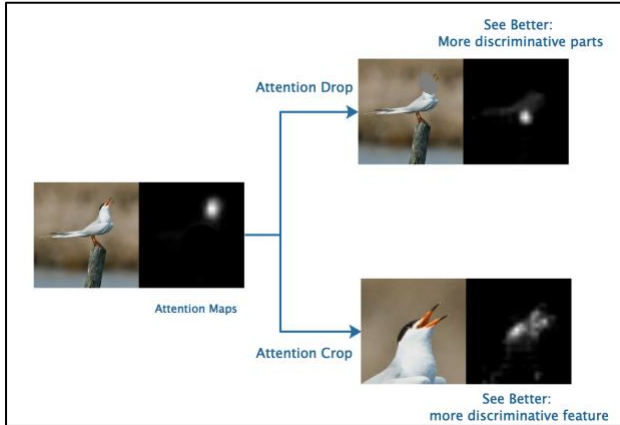 See Better:
More discriminative parts
Attention Drop
Attention Maps
Attention Crop
See Better:
more discriminative feature